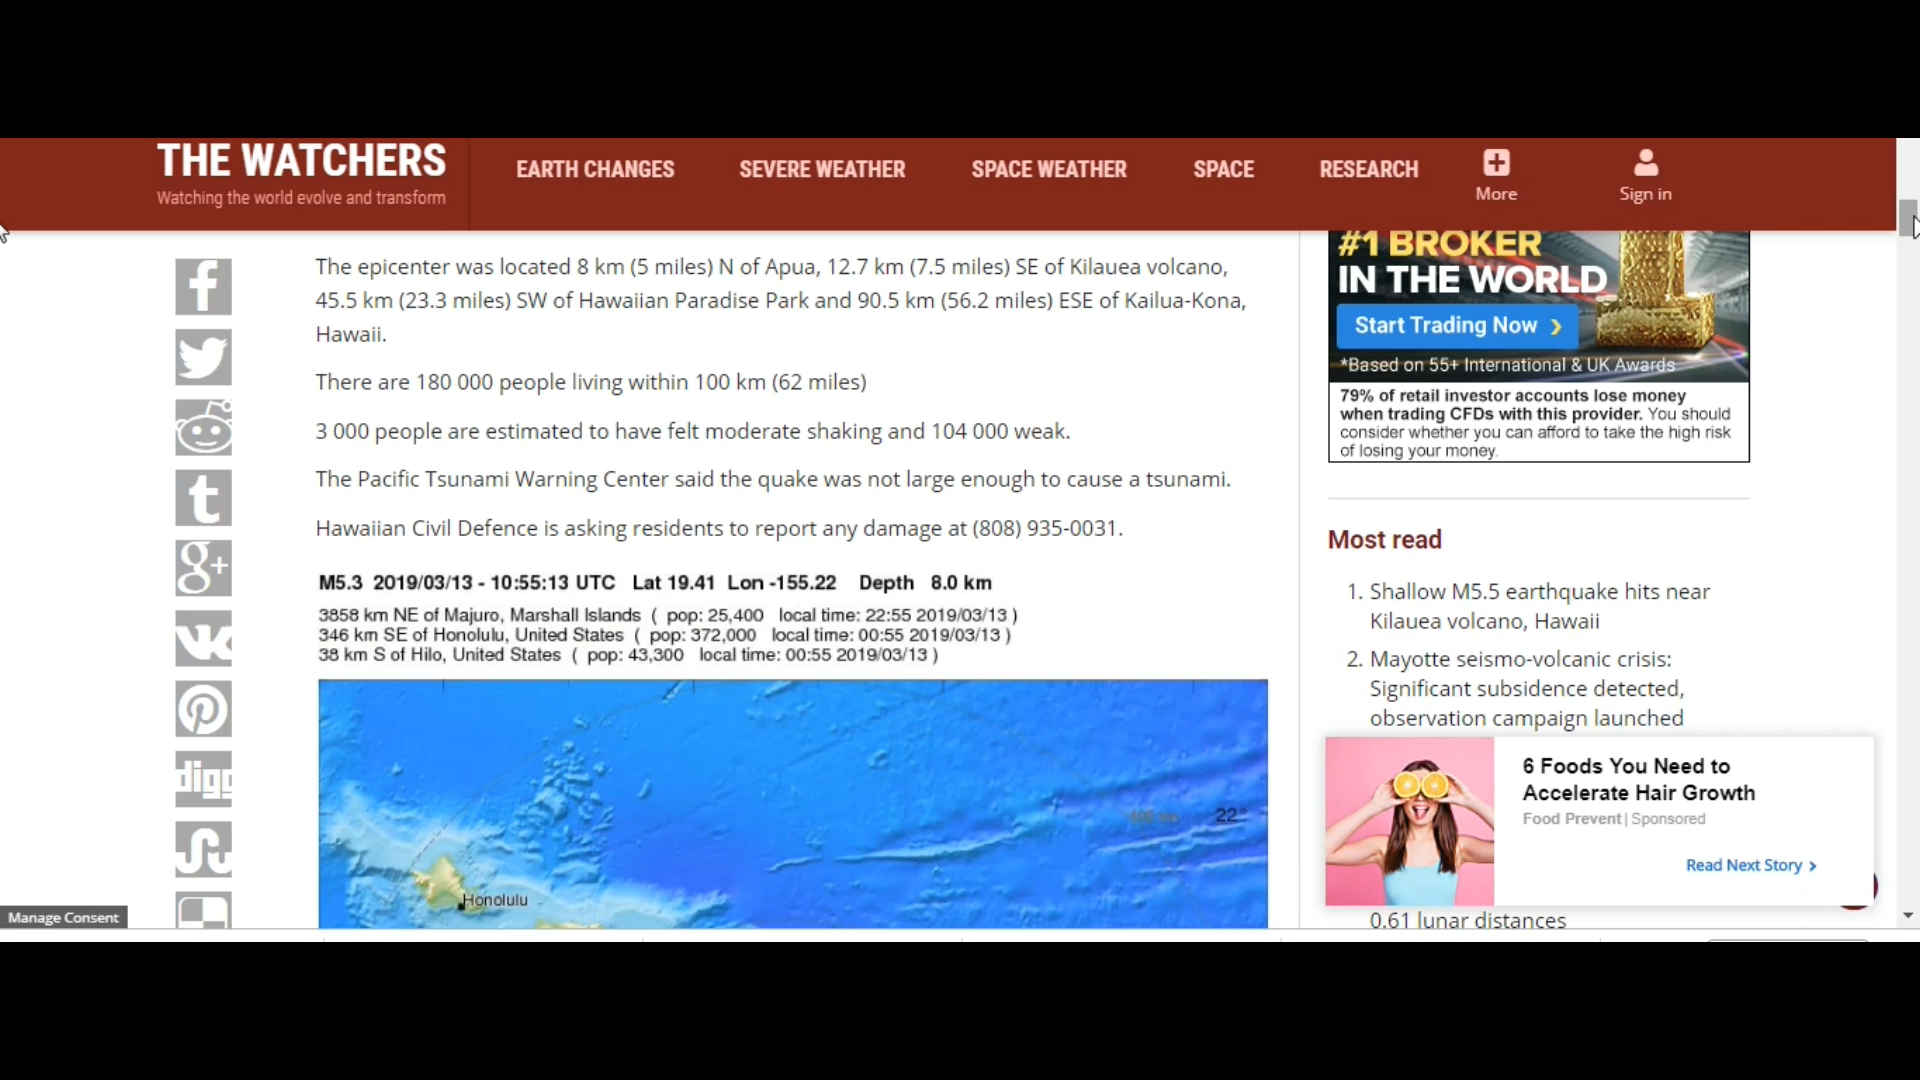 THE WATCHERS
Watching the world evolve and transform
EARTH CHANGES
SEVERE WEATHER
SPACE WEATHER
SPACE
RESEARCH
More
Sign in
The epicenter was located 8 km (5 miles) N of Apua, 12.7 km (7.5 miles) SE of Kilauea volcano,
45.5 km (23.3 miles) SW of Hawaiian Paradise Park and 90.5 km (56.2 miles) ESE of Kailua-Kona,
Hawaii.
There are 180 000 people living within 100 km (62 miles)
3 000 people are estimated to have felt moderate shaking and 104 000 weak.
The Pacific Tsunami Warning Center said the quake was not large enough to cause a tsunami.
Hawaiian Civil Defence is asking residents to report any damage at (808) 935-0031.
M5.3 2019/03/13 - 10:55:13 UTC Lat 19.41 Lon -155.22 Depth 8.0 km
3858 km NE of Majuro, Marshall Islands ( pop: 25,400 local time: 22:55 2019/03/13 )
346 km SE of Honolulu, United States ( pop: 372,000 local time: 00:55 2019/03/13 )
38 km S of Hilo, United States ( pop: 43,300 local time: 00:55 2019/03/13 )
22°
Honolulu
digg
Manage Consent
#1 BROKER
IN THE WORLD
Start Trading Now
*Based on 55+ International & UK Awards
79% of retail investor accounts lose money
when trading CFDs with this provider. You should
consider whether you can afford to take the high risk
of losing your money.
Most read
1. Shallow M5.5 earthquake hits near
Kilauea volcano, Hawaii
2. Mayotte seismo-volcanic crisis:
Significant subsidence detected,
observation campaign launched
6 Foods You Need to
Accelerate Hair Growth
Food Prevent | Sponsored
Read Next Story
0.61 lunar distances